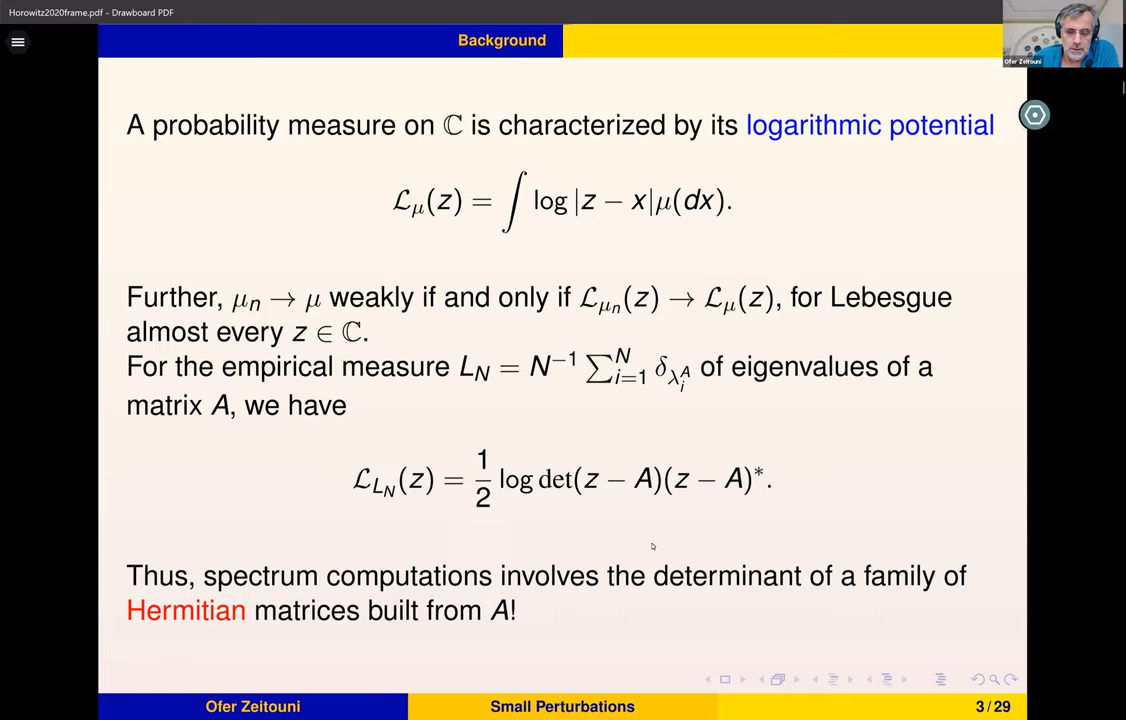 Horowitz2020frame.pdf - Drawboard PDF
Background
Ofer Zeitouni
A probability measure on ℂ is characterized by its logarithmic potential
ℒ_μ(z) = ∫ log |z − x|μ(dx).
Further, μ_n → μ weakly if and only if ℒ_{μ_n}(z) → ℒ_μ(z), for Lebesgue
almost every z ∈ ℂ.
For the empirical measure L_N = N^{−1} ∑_{i=1}^N δ_{λ_i^A} of eigenvalues of a
matrix A, we have
ℒ_{L_N}(z) = 1/2 log det(z − A)(z − A)*.
Thus, spectrum computations involves the determinant of a family of
Hermitian matrices built from A!
Ofer Zeitouni
Small Perturbations
3 / 29